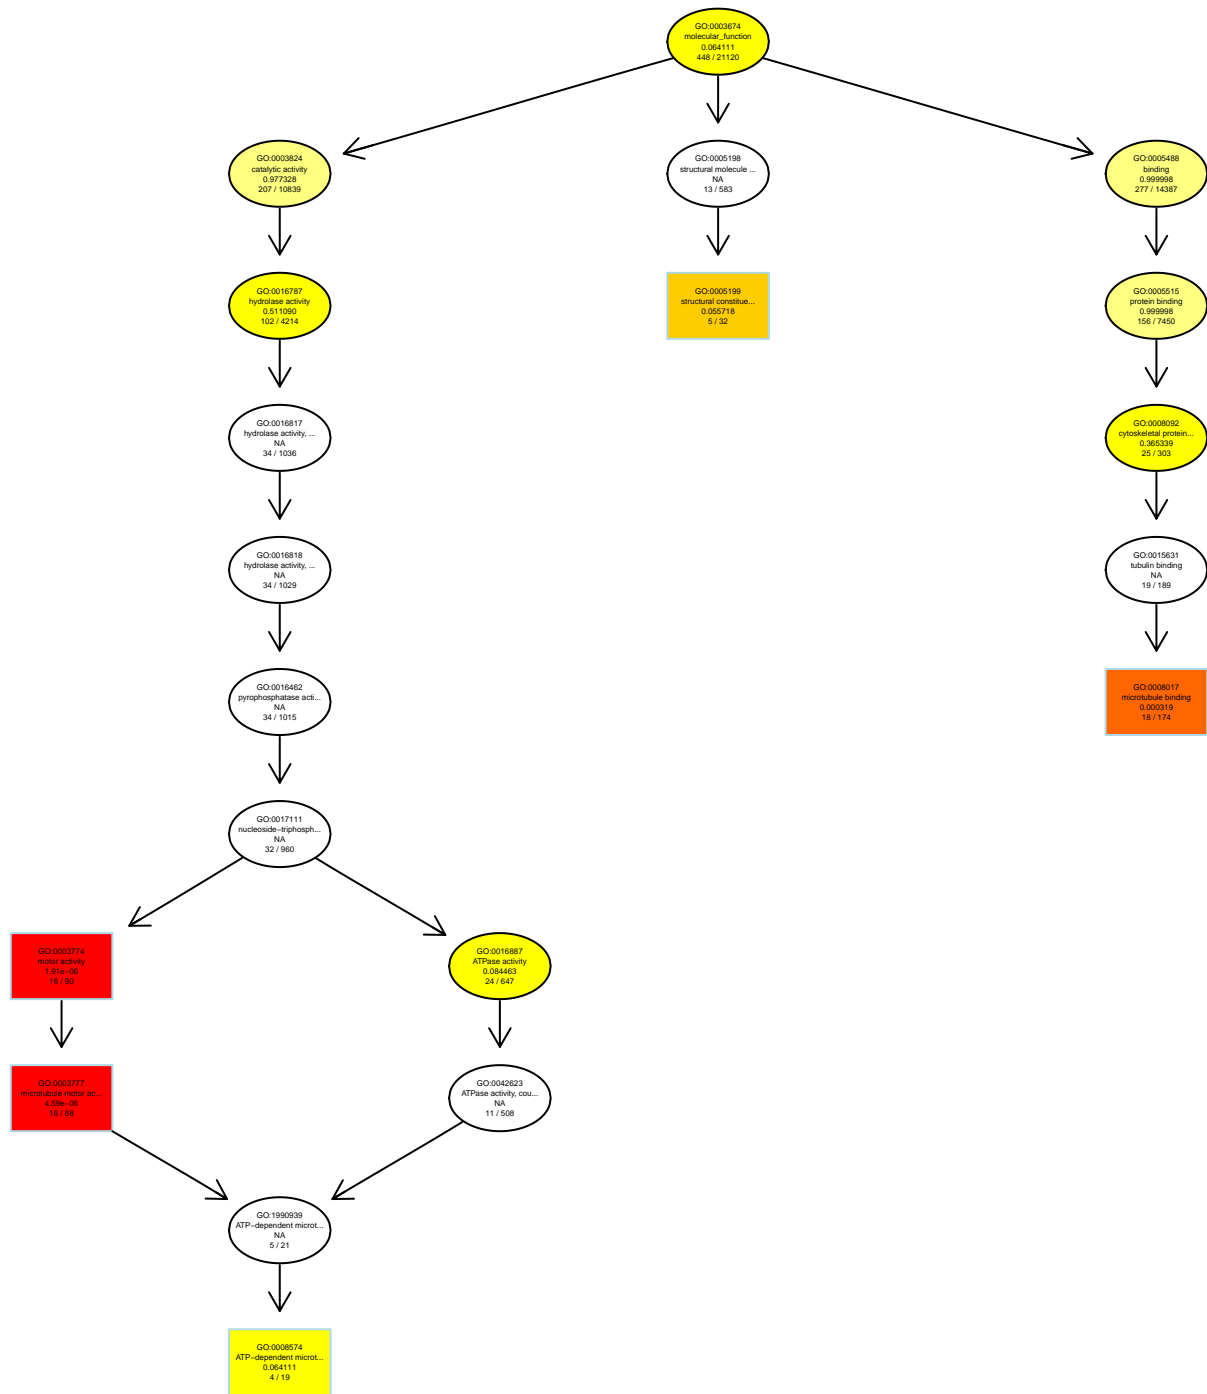 GO:0003674
molecular_function
0.064111
448 / 21120
GO:0003824
catalytic activity
0.977328
207 / 10839
GO:0005198
structural molecule ...
NA
13 / 583
GO:0005488
binding
0.999998
277 / 14387
GO:0016787
hydrolase activity
0.511090
102 / 4214
GO:0005199
structural constitue...
0.055718
5 / 32
GO:0005515
protein binding
0.999998
156 / 7450
GO:0016817
hydrolase activity, ...
NA
34 / 1036
GO:0008092
cytoskeletal protein...
0.365339
25 / 303
GO:0016818
hydrolase activity, ...
NA
34 / 1029
GO:0015631
tubulin binding
NA
19 / 189
GO:0016462
pyrophosphatase acti...
NA
34 / 1015
GO:0008017
microtubule binding
0.000319
18 / 174
GO:0017111
nucleoside−triphosph...
NA
32 / 960
GO:0003774
motor activity
1.91e−06
16 / 90
GO:0016887
ATPase activity
0.084463
24 / 647
GO:0003777
microtubule motor ac...
4.59e−06
16 / 88
GO:0042623
ATPase activity, cou...
NA
11 / 508
GO:1990939
ATP−dependent microt...
NA
5 / 21
GO:0008574
ATP−dependent microt...
0.064111
4 / 19